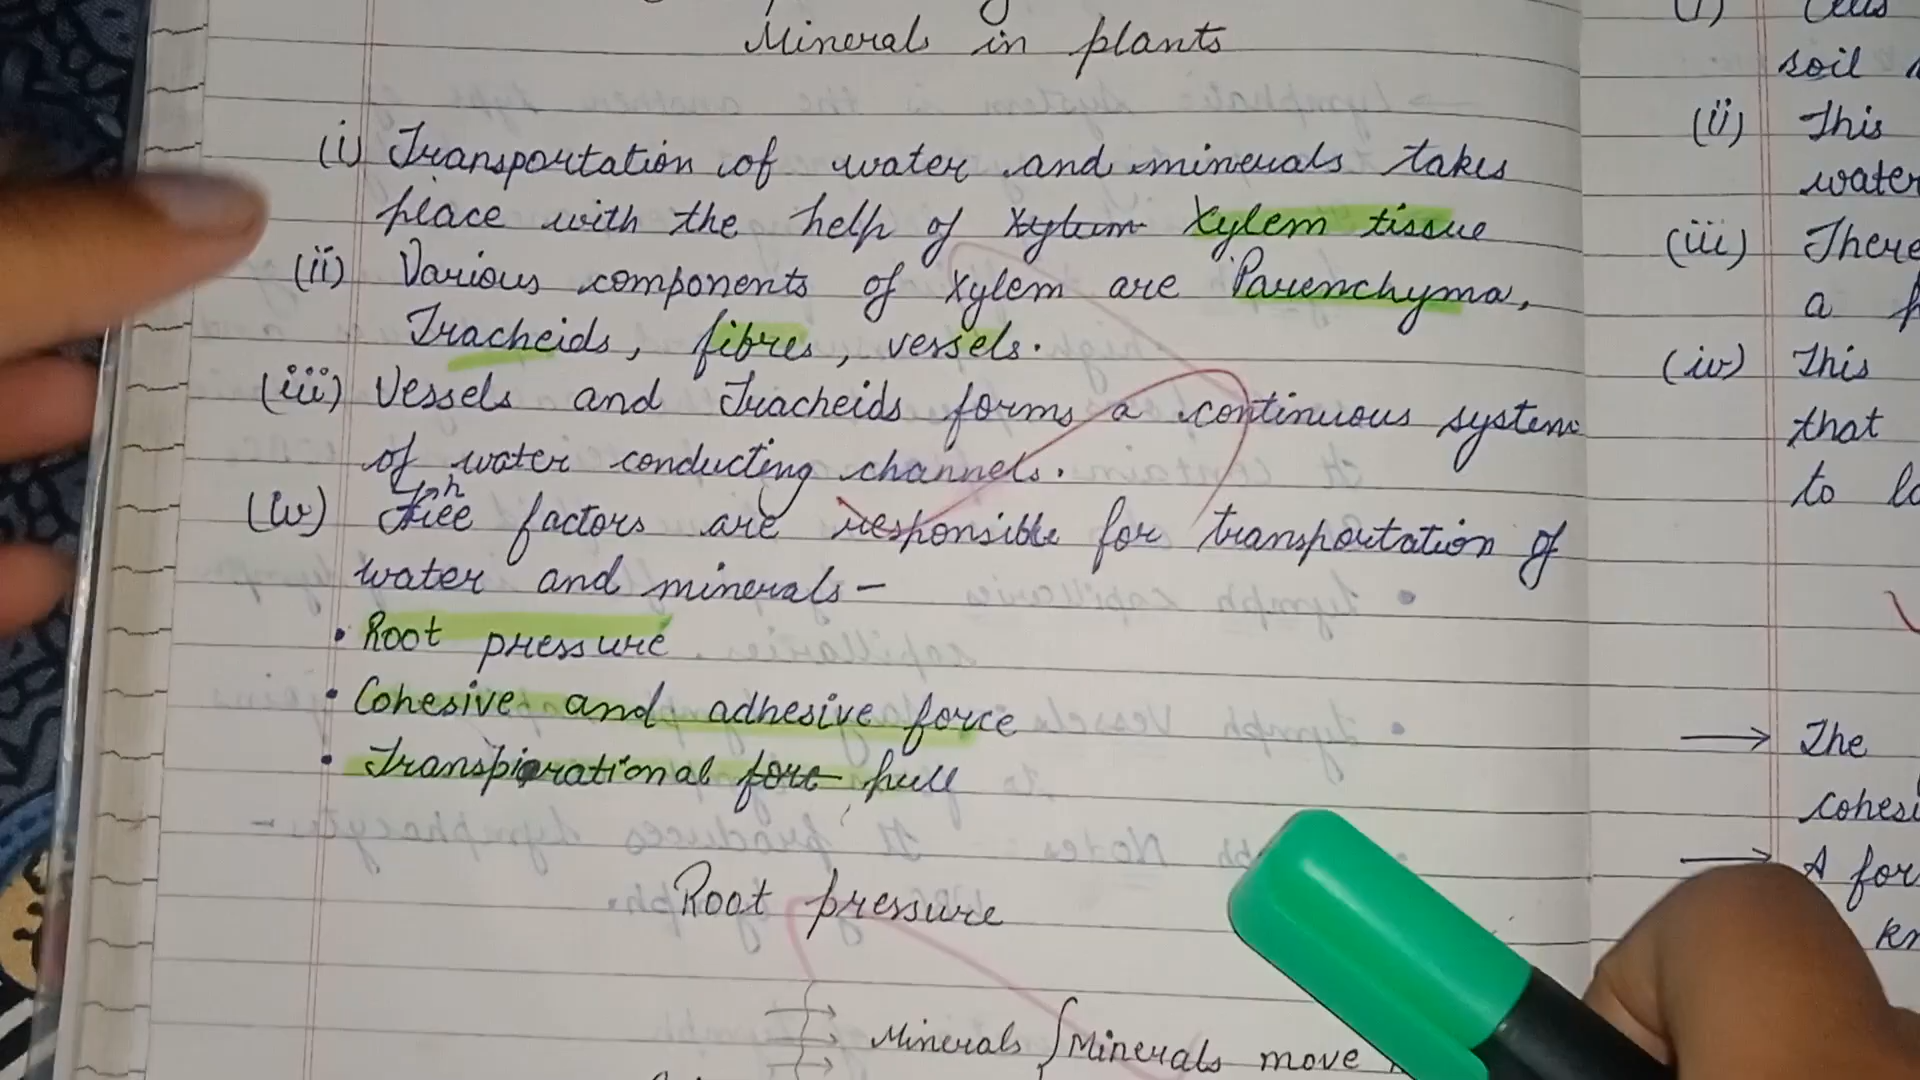 Minerals in plants
(i) Transportation of water and minerals takes
place with the help of xylum Xylem tissue
(ii) Various components of Xylem are Parenchyma,
Tracheids, fibres, vessels.
(iii) Vessels and Tracheids forms a continuous system
of water conducting channels.
(iv) Three factors are responsible for transportation of
water and minerals-
• Root pressure
• Cohesive and adhesive force
• Transpirational forc pull
Root pressure
Minerals Minerals move
(i) Cells
soil
(ii) This
water
(iii) There
a
(iv) This
that
to
→ The
cohesi
→ A for